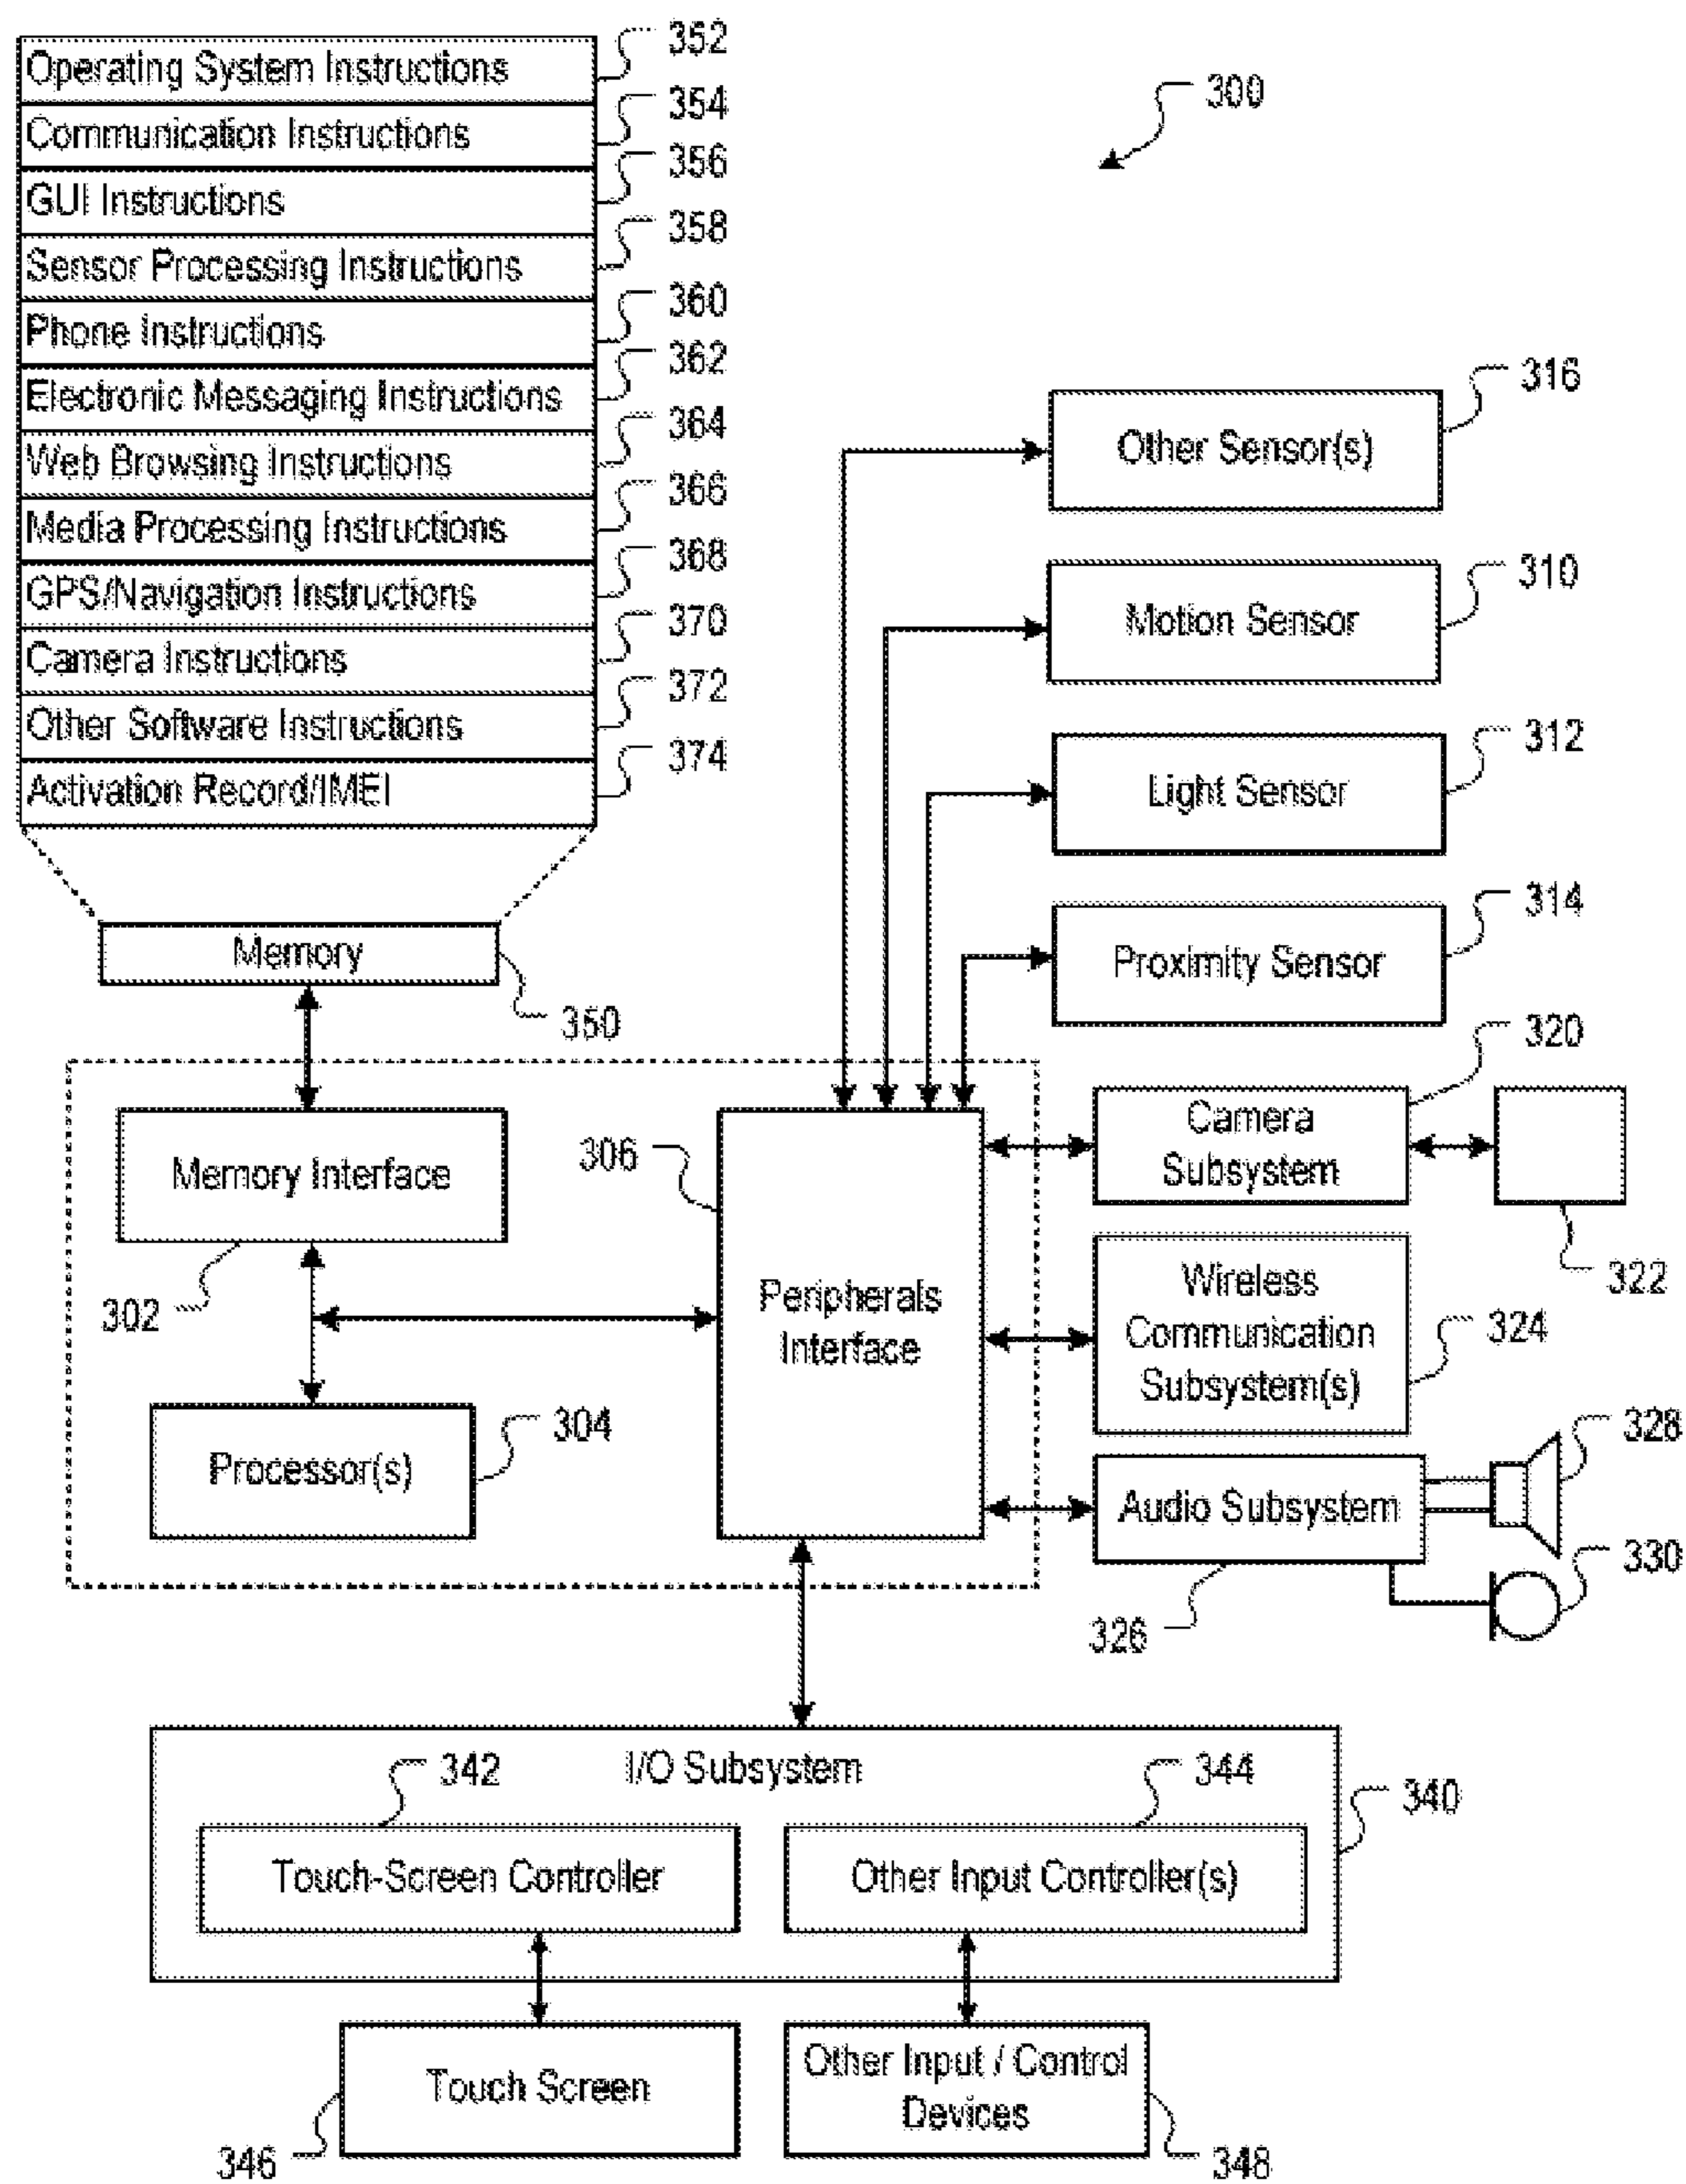 352
Operating System Instructions
354
Communication Instructions
356
GUI Instructions
358
Sensor Processing Instructions
360
Phone Instructions
362
Electronic Messaging Instructions
364
Web Browsing Instructions
366
Media Processing Instructions
368
GPS/Navigation Instructions
370
Camera Instructions
372
Other Software Instructions
374
Activation Record/IMEI
300
Memory
350
316
Other Sensor(s)
310
Motion Sensor
312
Light Sensor
314
Proximity Sensor
320
Camera
Subsystem
322
Memory Interface
302
306
Peripherals
Interface
Wireless
Communication
Subsystem(s)
324
Processor(s)
304
Audio Subsystem
326
328
330
I/O Subsystem
340
342
Touch-Screen Controller
344
Other Input Controller(s)
Touch Screen
346
Other Input / Control
Devices
348